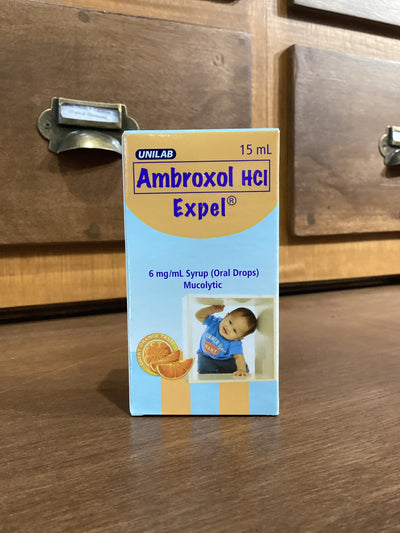 UNILAB
15 mL
Ambroxol HCl
Expel®
6 mg/mL Syrup (Oral Drops)
Mucolytic